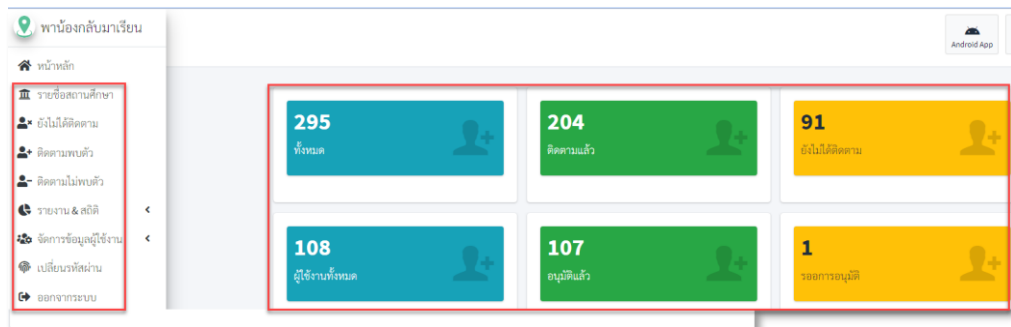 พาน้องกลับมาเรียน
Android App
หน้าหลัก
รายชื่อสถานศึกษา
ยังไม่ได้ติดตาม
ติดตามพบตัว
ติดตามไม่พบตัว
รายงาน & สถิติ
จัดการข้อมูลผู้ใช้งาน
เปลี่ยนรหัสผ่าน
ออกจากระบบ
295
ทั้งหมด
204
ติดตามแล้ว
91
ยังไม่ได้ติดตาม
108
ผู้ใช้งานทั้งหมด
107
อนุมัติแล้ว
1
รออการอนุมัติ